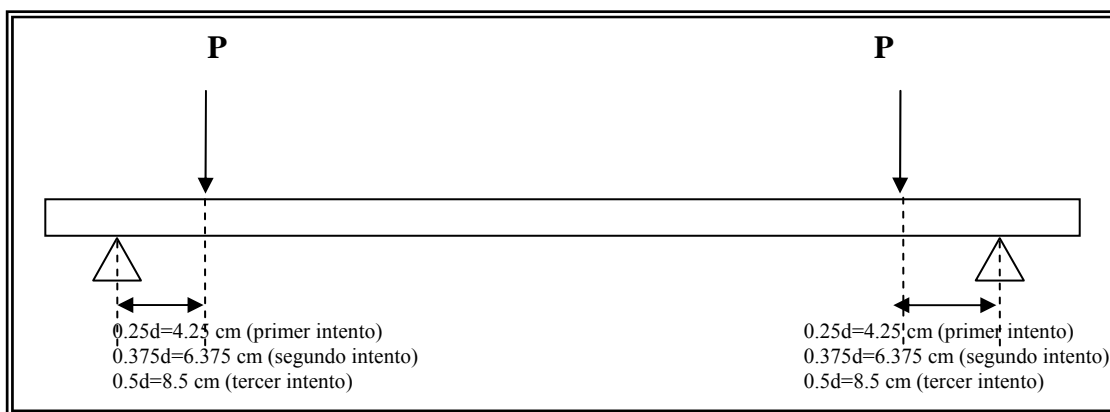 P
P
0.25d=4.25 cm (primer intento)
0.375d=6.375 cm (segundo intento)
0.5d=8.5 cm (tercer intento)
0.25d=4.25 cm (primer intento)
0.375d=6.375 cm (segundo intento)
0.5d=8.5 cm (tercer intento)